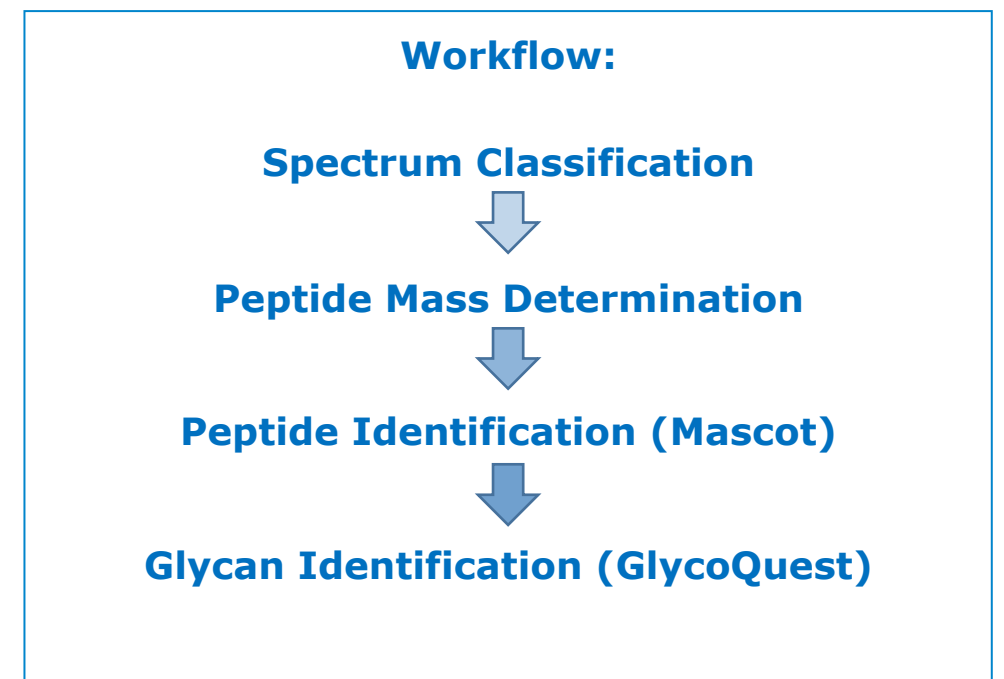 Workflow:
Spectrum Classification
Peptide Mass Determination
Peptide Identification (Mascot)
Glycan Identification (GlycoQuest)